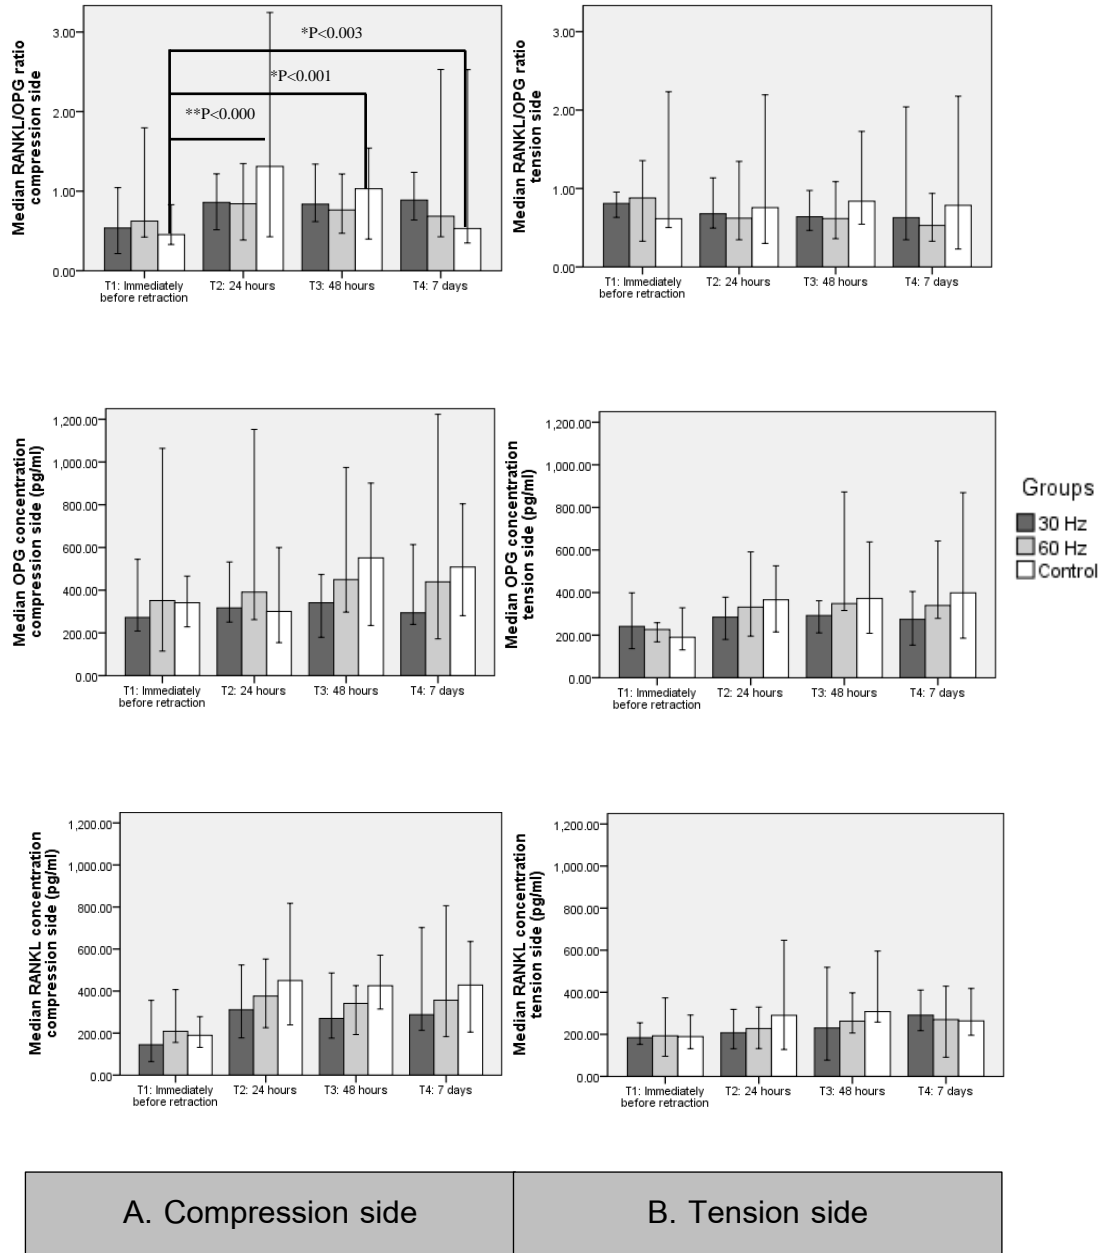 Median RANKL/OPG ratio
compression side
3.00
2.00
1.00
0.00
*P<0.003
*P<0.001
**P<0.000
T1: Immediately
before retraction
T2: 24 hours
T3: 48 hours
T4: 7 days
Median RANKL/OPG ratio
tension side
3.00
2.00
1.00
0.00
T1: Immediately
before retraction
T2: 24 hours
T3: 48 hours
T4: 7 days
Median OPG concentration
compression side (pg/ml)
1,200.00
1,000.00
800.00
600.00
400.00
200.00
0.00
T1: Immediately
before retraction
T2: 24 hours
T3: 48 hours
T4: 7 days
Median OPG concentration
tension side (pg/ml)
1,200.00
1,000.00
800.00
600.00
400.00
200.00
0.00
T1: Immediately
before retraction
T2: 24 hours
T3: 48 hours
T4: 7 days
Groups
30 Hz
60 Hz
Control
Median RANKL concentration
compression side (pg/ml)
1,200.00
1,000.00
800.00
600.00
400.00
200.00
0.00
T1: Immediately
before retraction
T2: 24 hours
T3: 48 hours
T4: 7 days
Median RANKL concentration
tension side (pg/ml)
1,200.00
1,000.00
800.00
600.00
400.00
200.00
0.00
T1: Immediately
before retraction
T2: 24 hours
T3: 48 hours
T4: 7 days
A. Compression side
B. Tension side